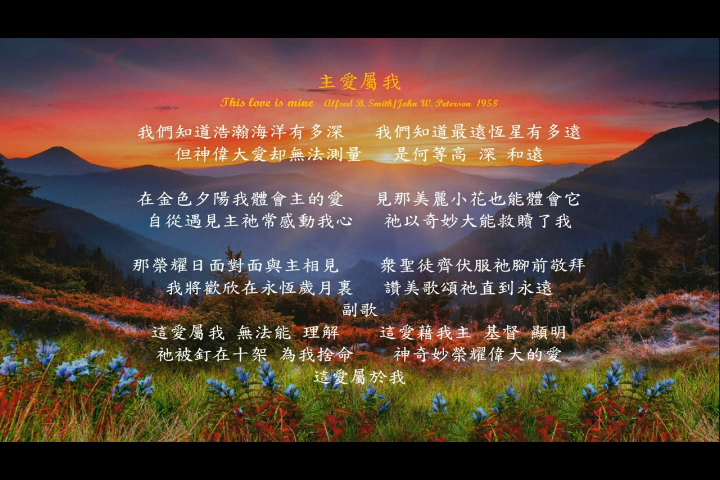 主愛屬我
This love is mine Alfred B. Smith/John W. Peterson 1958
我們知道浩瀚海洋有多深 我們知道最遠恆星有多遠
但神偉大愛却無法測量 是何等高 深 和遠
在金色夕陽我體會主的愛 見那美麗小花也能體會它
自從遇見主祂常感動我心 祂以奇妙大能救贖了我
那榮耀日面對面與主相見 衆聖徒齊伏服祂腳前敬拜
我將歡欣在永恆歲月裏 讚美歌頌祂直到永遠
副歌
這愛屬我 無法能 理解 這愛藉我主 基督 顯明
祂被釘在十架 為我捨命 神奇妙榮耀偉大的愛
這愛屬於我